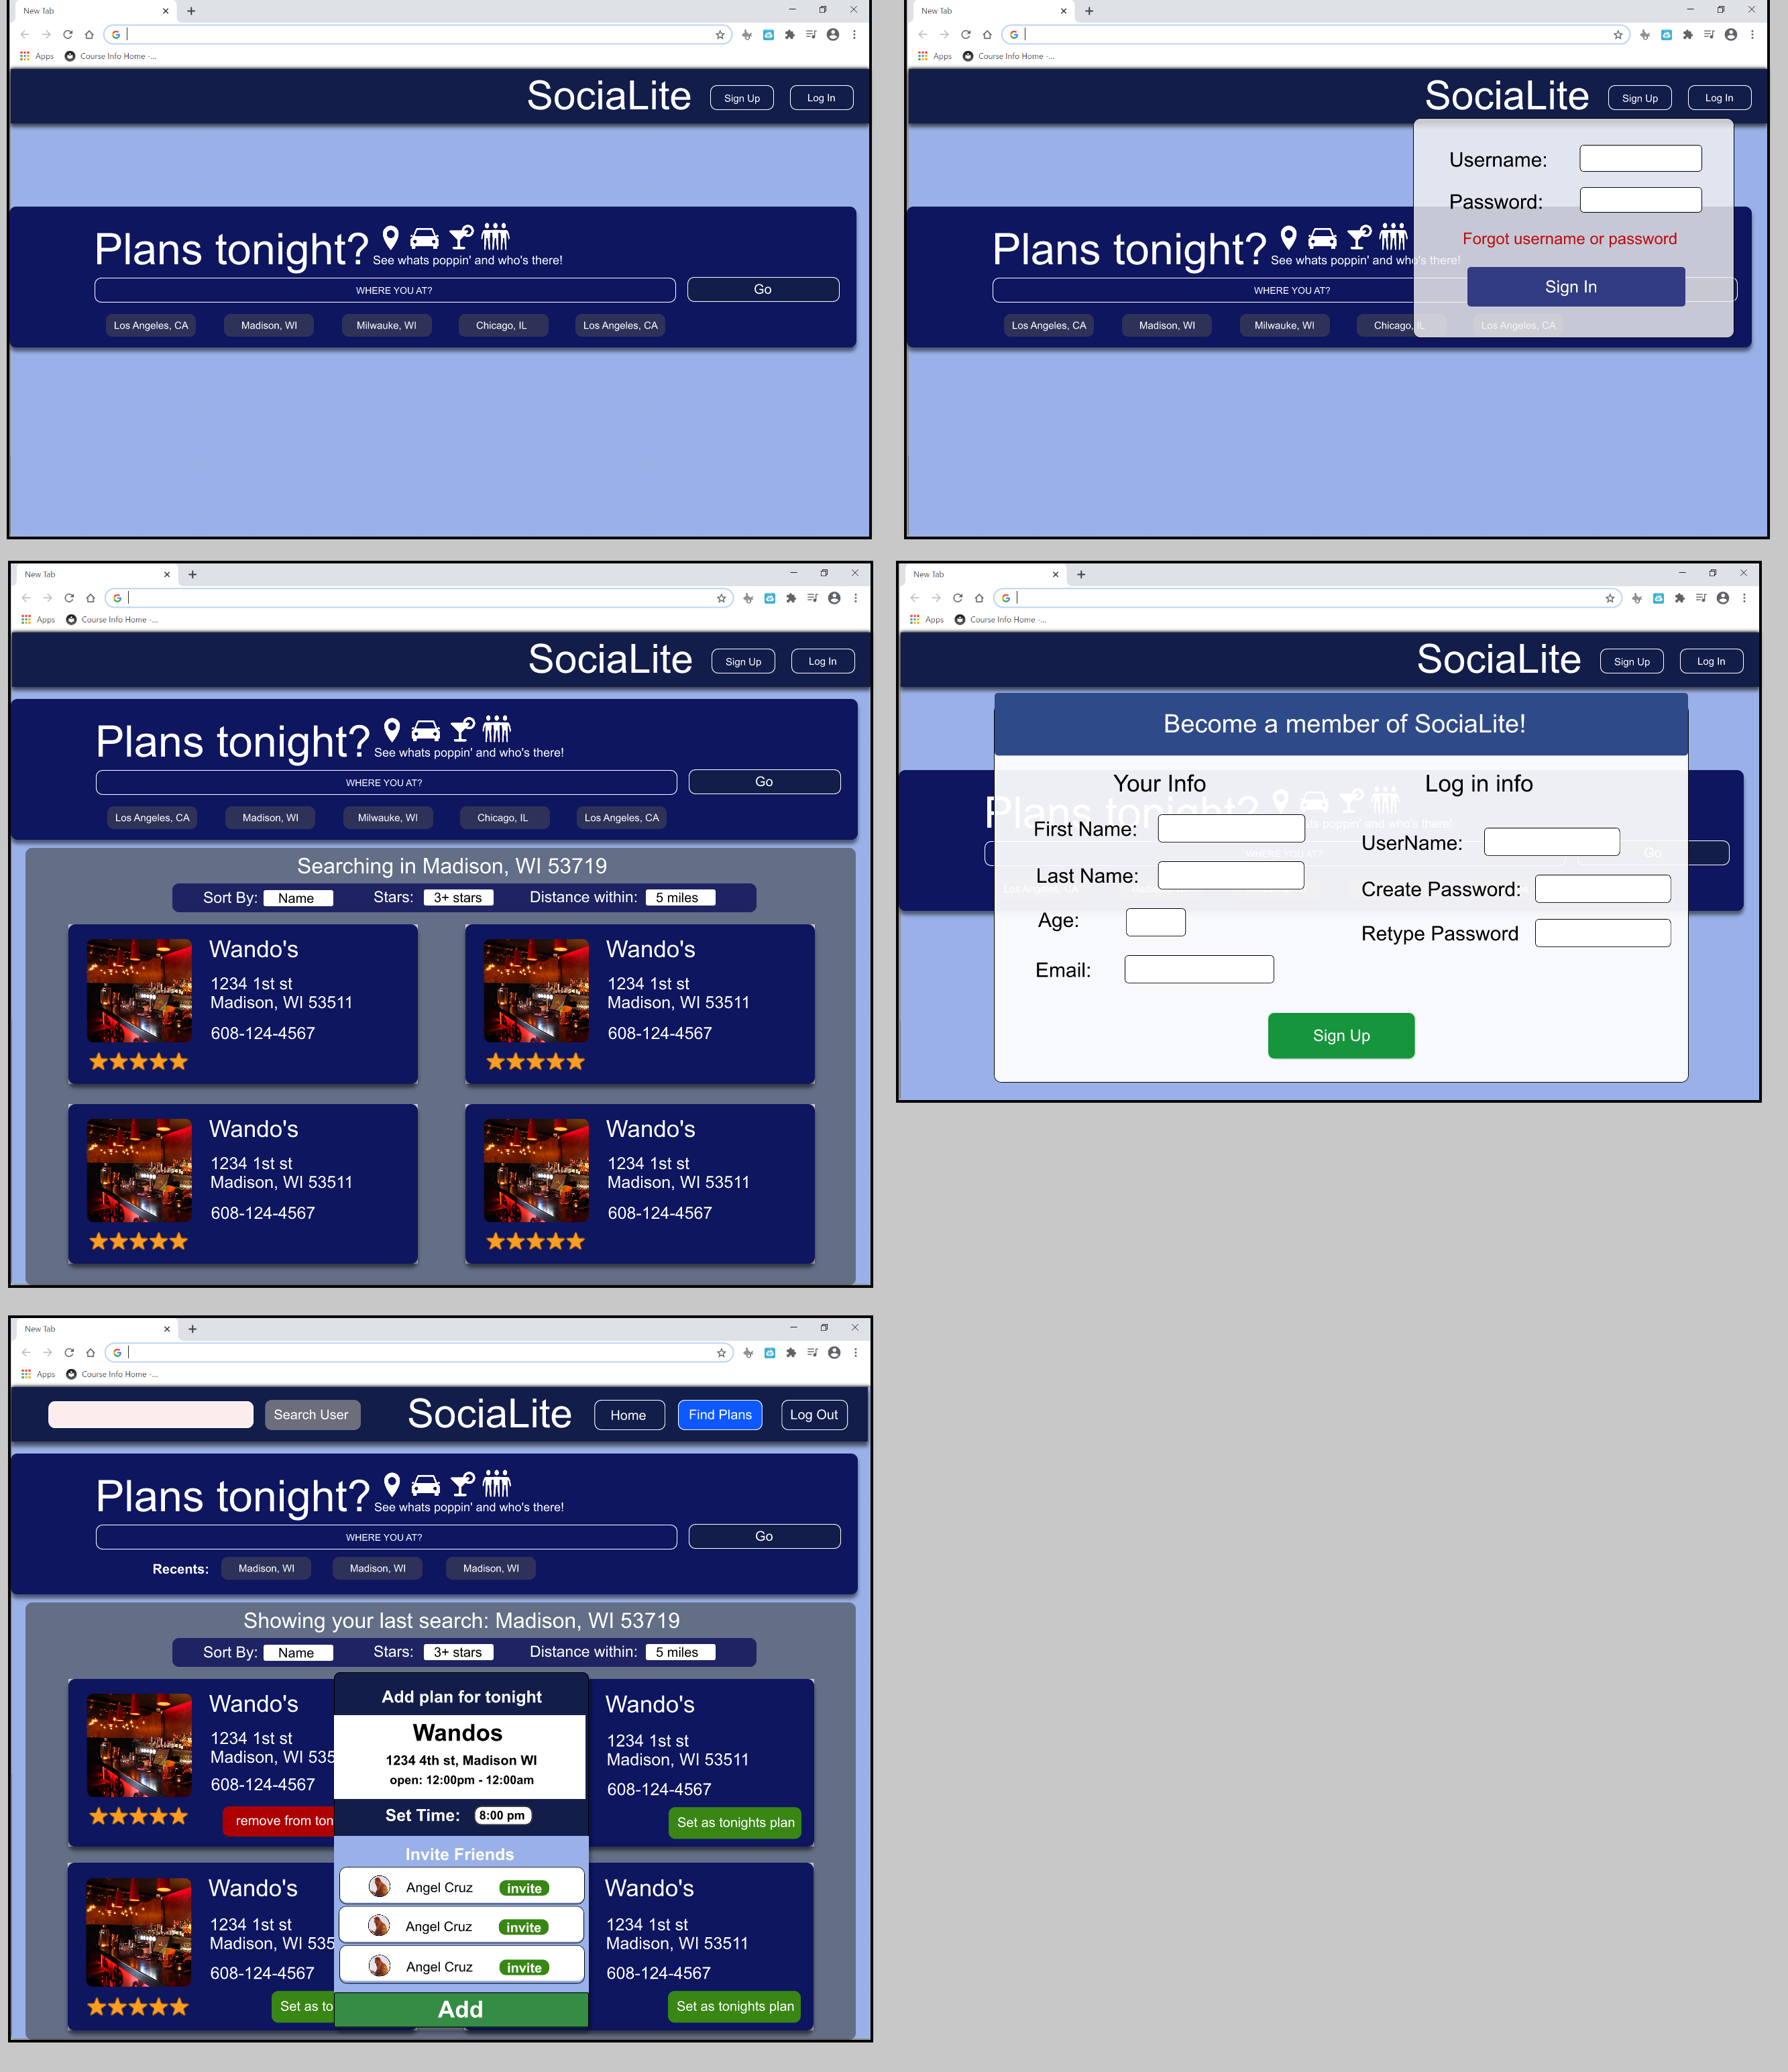 New Tab
Apps Course Info Home -...
SociaLite Sign Up Log In
Plans tonight?
See whats poppin' and who's there!
WHERE YOU AT? Go
Los Angeles, CA Madison, WI Milwauke, WI Chicago, IL Los Angeles, CA
New Tab
Apps Course Info Home -...
SociaLite Sign Up Log In
Username:
Password:
Forgot username or password
Sign In
Plans tonight?
See whats poppin' and who's there!
WHERE YOU AT?
Los Angeles, CA Madison, WI Milwauke, WI Chicago, IL Los Angeles, CA
New Tab
Apps Course Info Home -...
SociaLite Sign Up Log In
Plans tonight?
See whats poppin' and who's there!
WHERE YOU AT? Go
Los Angeles, CA Madison, WI Milwauke, WI Chicago, IL Los Angeles, CA
Searching in Madison, WI 53719
Sort By: Name Stars: 3+ stars Distance within: 5 miles
Wando's
1234 1st st
Madison, WI 53511
608-124-4567
Wando's
1234 1st st
Madison, WI 53511
608-124-4567
Wando's
1234 1st st
Madison, WI 53511
608-124-4567
Wando's
1234 1st st
Madison, WI 53511
608-124-4567
New Tab
Apps Course Info Home -...
SociaLite Sign Up Log In
Become a member of SociaLite!
Your Info
First Name:
Last Name:
Age:
Email:
Log in info
UserName:
Create Password:
Retype Password
Sign Up
Plans tonight?
ts poppin' and who's there!
WHERE YOU AT? Go
Los Angeles, CA
New Tab
Apps Course Info Home -...
Search User SociaLite Home Find Plans Log Out
Plans tonight?
See whats poppin' and who's there!
WHERE YOU AT? Go
Recents: Madison, WI Madison, WI Madison, WI
Showing your last search: Madison, WI 53719
Sort By: Name Stars: 3+ stars Distance within: 5 miles
Wando's
1234 1st st
Madison, WI 535
608-124-4567
remove from ton
Add plan for tonight
Wandos
1234 4th st, Madison WI
open: 12:00pm - 12:00am
Set Time: 8:00 pm
Invite Friends
Angel Cruz invite
Angel Cruz invite
Angel Cruz invite
Add
Wando's
1234 1st st
Madison, WI 53511
608-124-4567
Set as tonights plan
Wando's
1234 1st st
Madison, WI 535
608-124-4567
Set as to
Wando's
1234 1st st
Madison, WI 53511
608-124-4567
Set as tonights plan